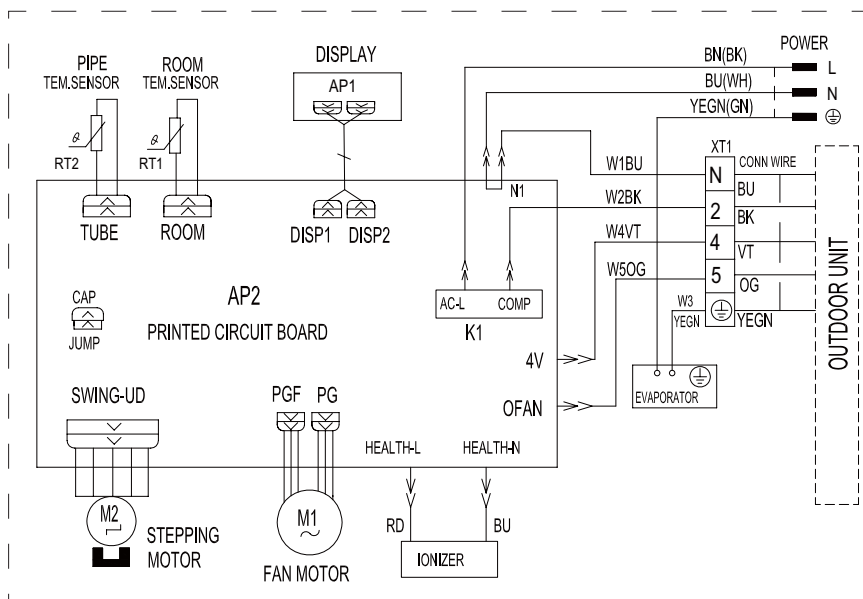 POWER
PIPE
TEM.SENSOR
ROOM
TEM.SENSOR
DISPLAY
AP1
BN(BK)
L
BU(WH)
N
YEGN(GN)
RT2
RT1
XT1
W1BU
N
CONN WIRE
BU
N1
W2BK
2
BK
TUBE
ROOM
DISP1
DISP2
W4VT
4
VT
W5OG
5
OG
CAP
JUMP
AP2
PRINTED CIRCUIT BOARD
AC-L
COMP
K1
W3
YEGN
YEGN
OUTDOOR UNIT
4V
EVAPORATOR
SWING-UD
PGF
PG
OFAN
HEALTH-L
HEALTH-N
M2
STEPPING
MOTOR
M1
~
FAN MOTOR
RD
BU
IONIZER